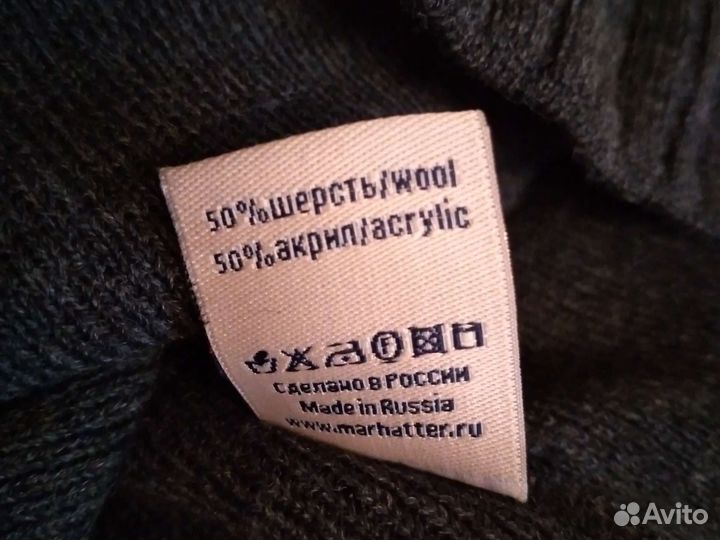 50% шерсть/wool
50% акрил/acrylic
F
Сделано в РОССИИ
Made in Russia
www.marhatter.ru
Avito